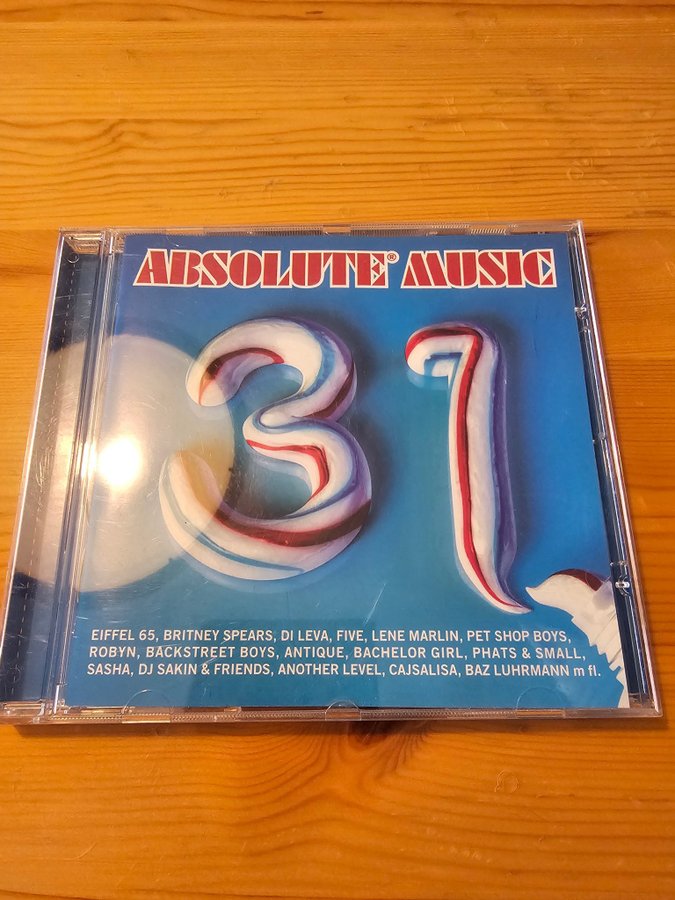 ABSOLUTE® MUSIC
31
EIFFEL 65, BRITNEY SPEARS, DI LEVA, FIVE, LENE MARLIN, PET SHOP BOYS,
ROBYN, BACKSTREET BOYS, ANTIQUE, BACHELOR GIRL, PHATS & SMALL,
SASHA, DJ SAKIN & FRIENDS, ANOTHER LEVEL, CAJSALISA, BAZ LUHRMANN m fl.